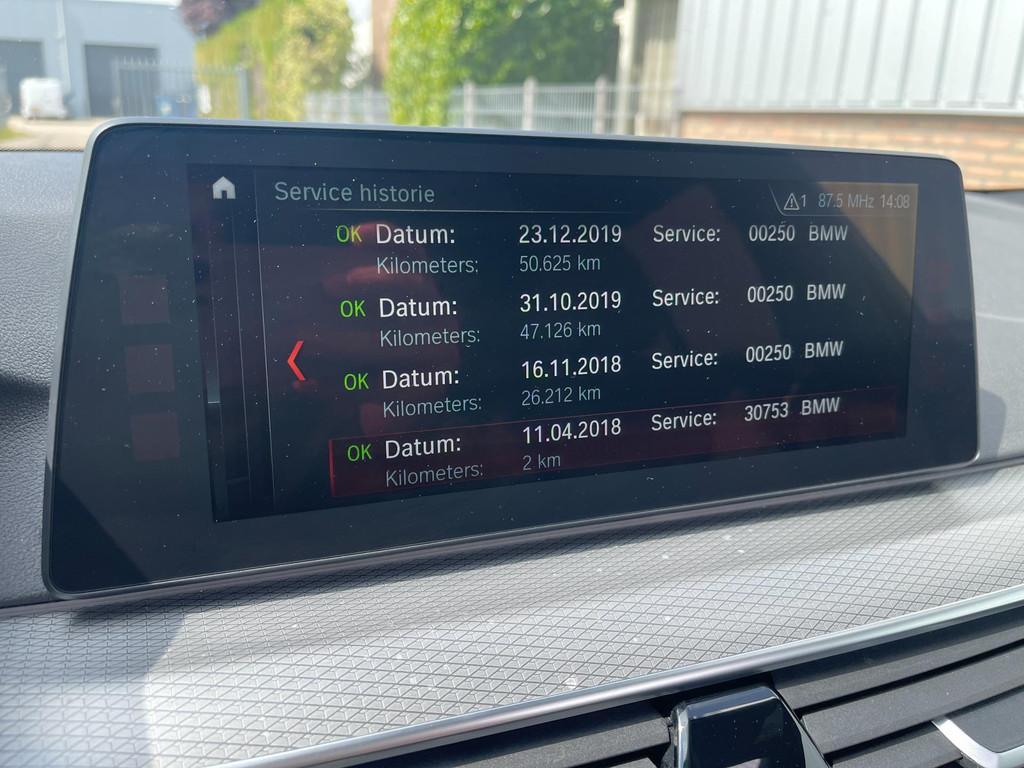 Service historie
1 87.5 MHz 14:08
OK Datum: 23.12.2019 Service: 00250 BMW
Kilometers: 50.625 km
OK Datum: 31.10.2019 Service: 00250 BMW
Kilometers: 47.126 km
OK Datum: 16.11.2018 Service: 00250 BMW
Kilometers: 26.212 km
OK Datum: 11.04.2018 Service: 30753 BMW
Kilometers: 2 km